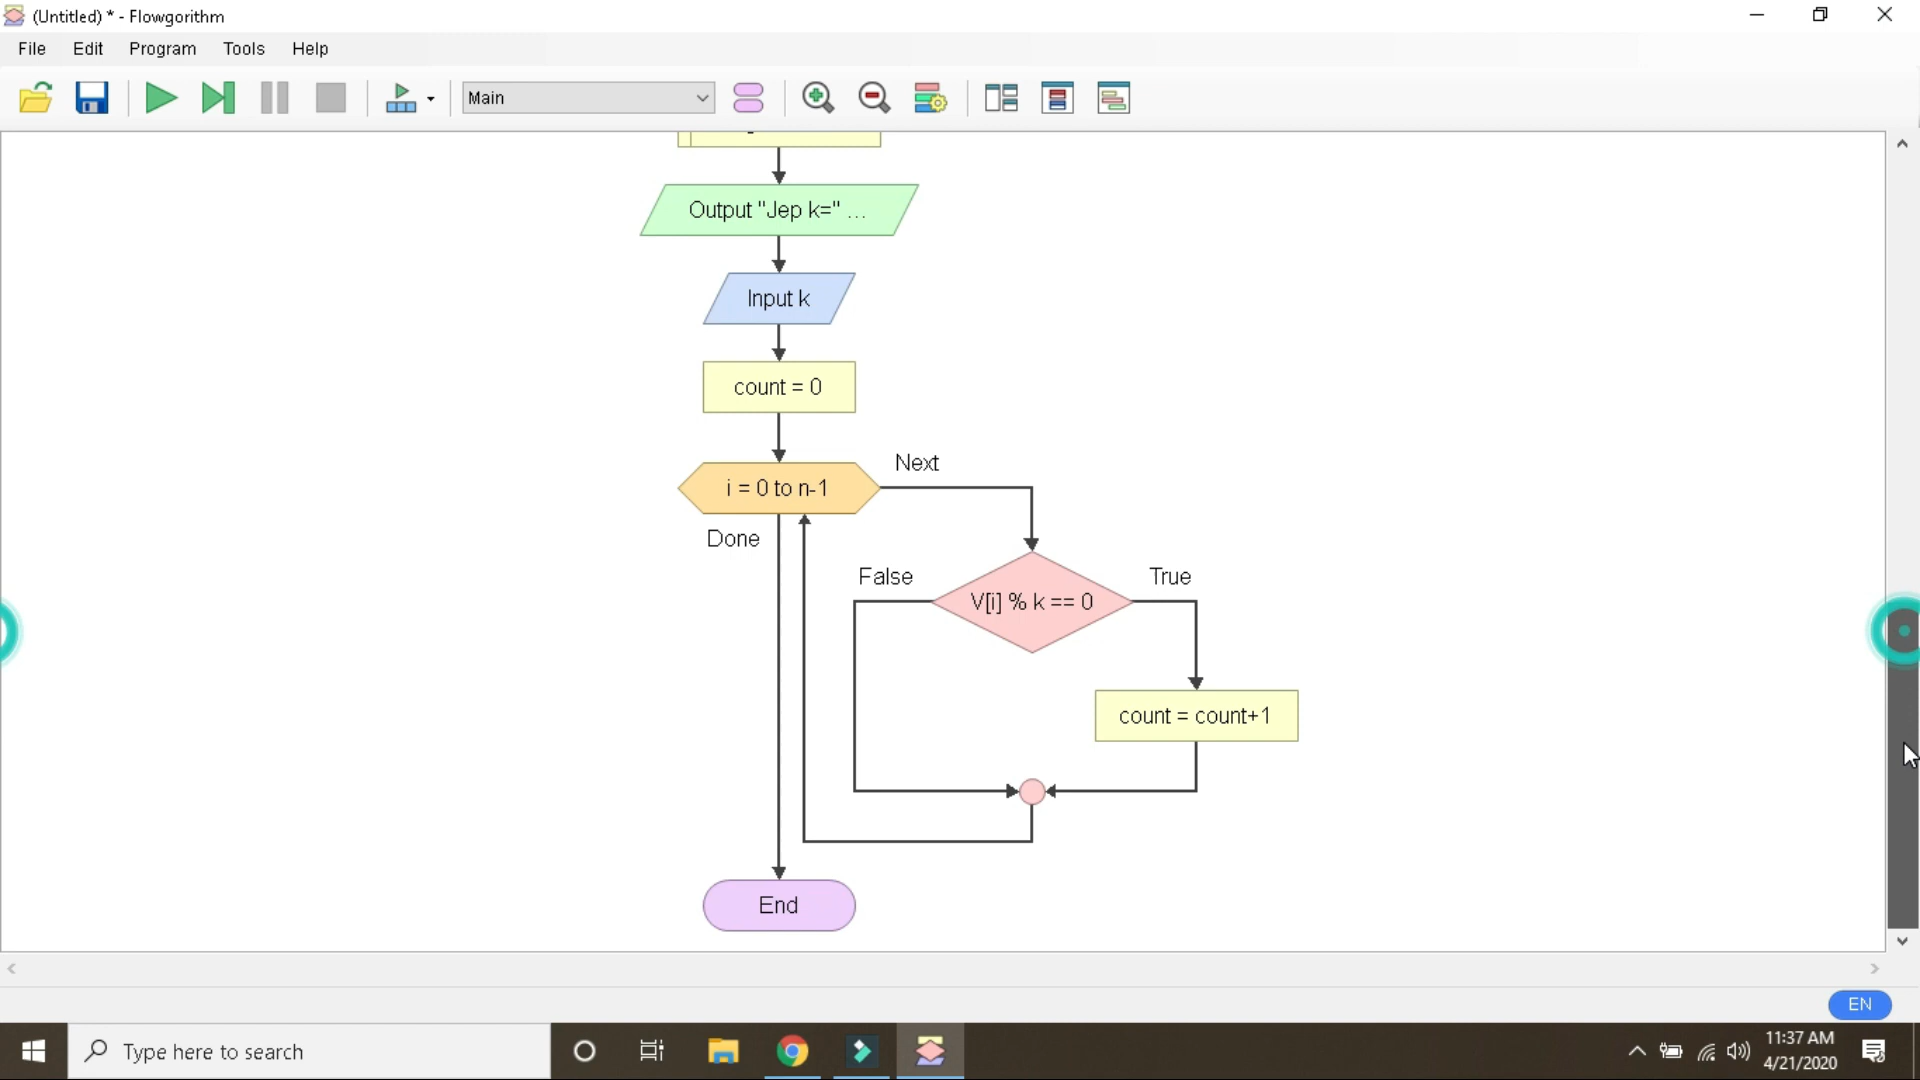 (Untitled) * - Flowgorithm
File Edit Program Tools Help
Main
Output "Jep k=" ...
Input k
count = 0
Next
i = 0 to n-1
Done
False
True
V[i] % k == 0
count = count+1
End
EN
Type here to search
11:37 AM
4/21/2020